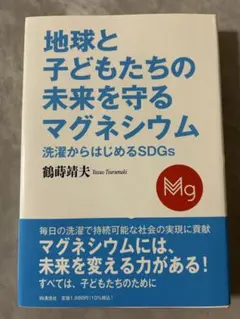 地球と
子どもたちの
未来を守る
マグネシウム
洗濯からはじめるSDGs
鶴蒔靖夫 Yasuo Tsurumaki
Mg
毎日の洗濯で持続可能な社会の実現に貢献
マグネシウムには、
未来を変える力がある!
すべては、子どもたちのために